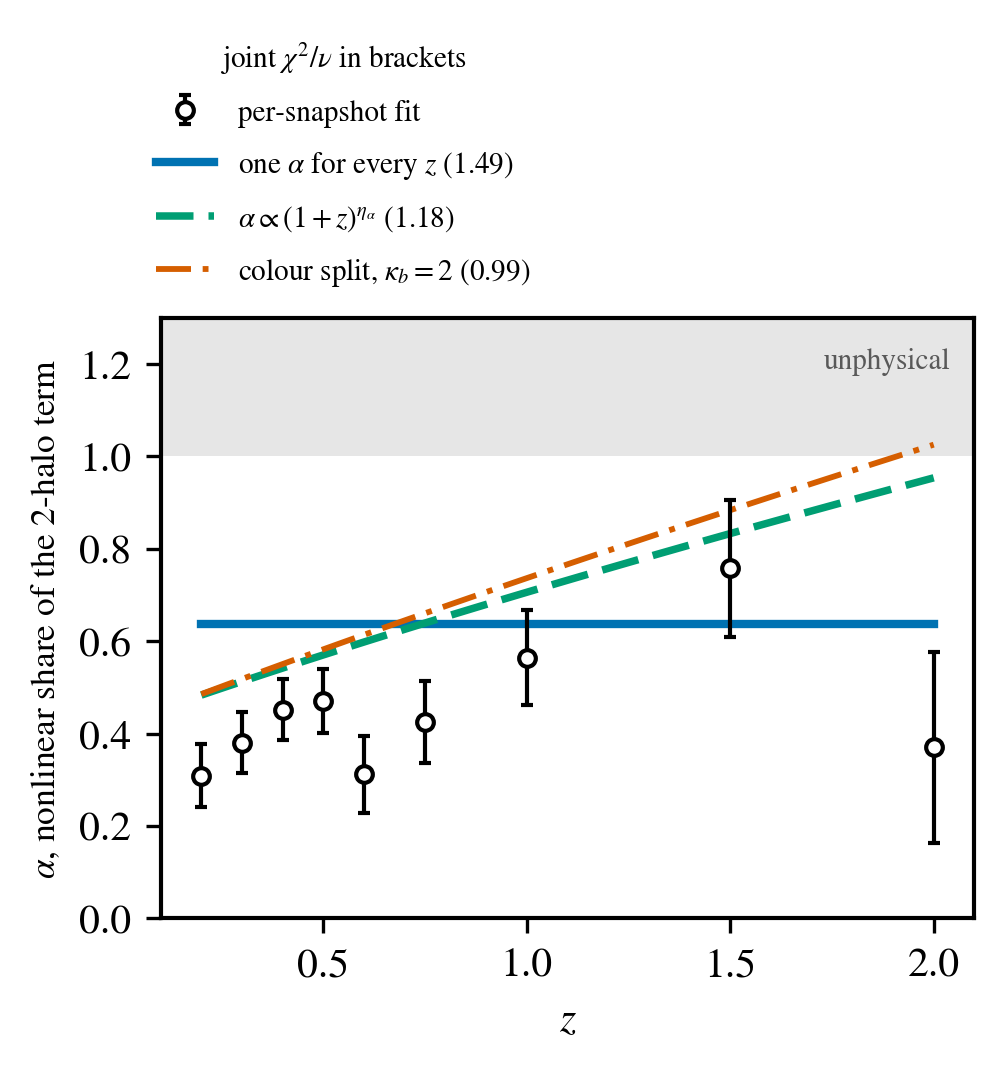 joint χ²/ν in brackets
per-snapshot fit
one α for every z (1.49)
α ∝ (1 + z)^{η_α} (1.18)
colour split, κ_b = 2 (0.99)
unphysical
1.2
1.0
0.8
0.6
0.4
0.2
0.0
α, nonlinear share of the 2-halo term
0.5 1.0 1.5 2.0
z